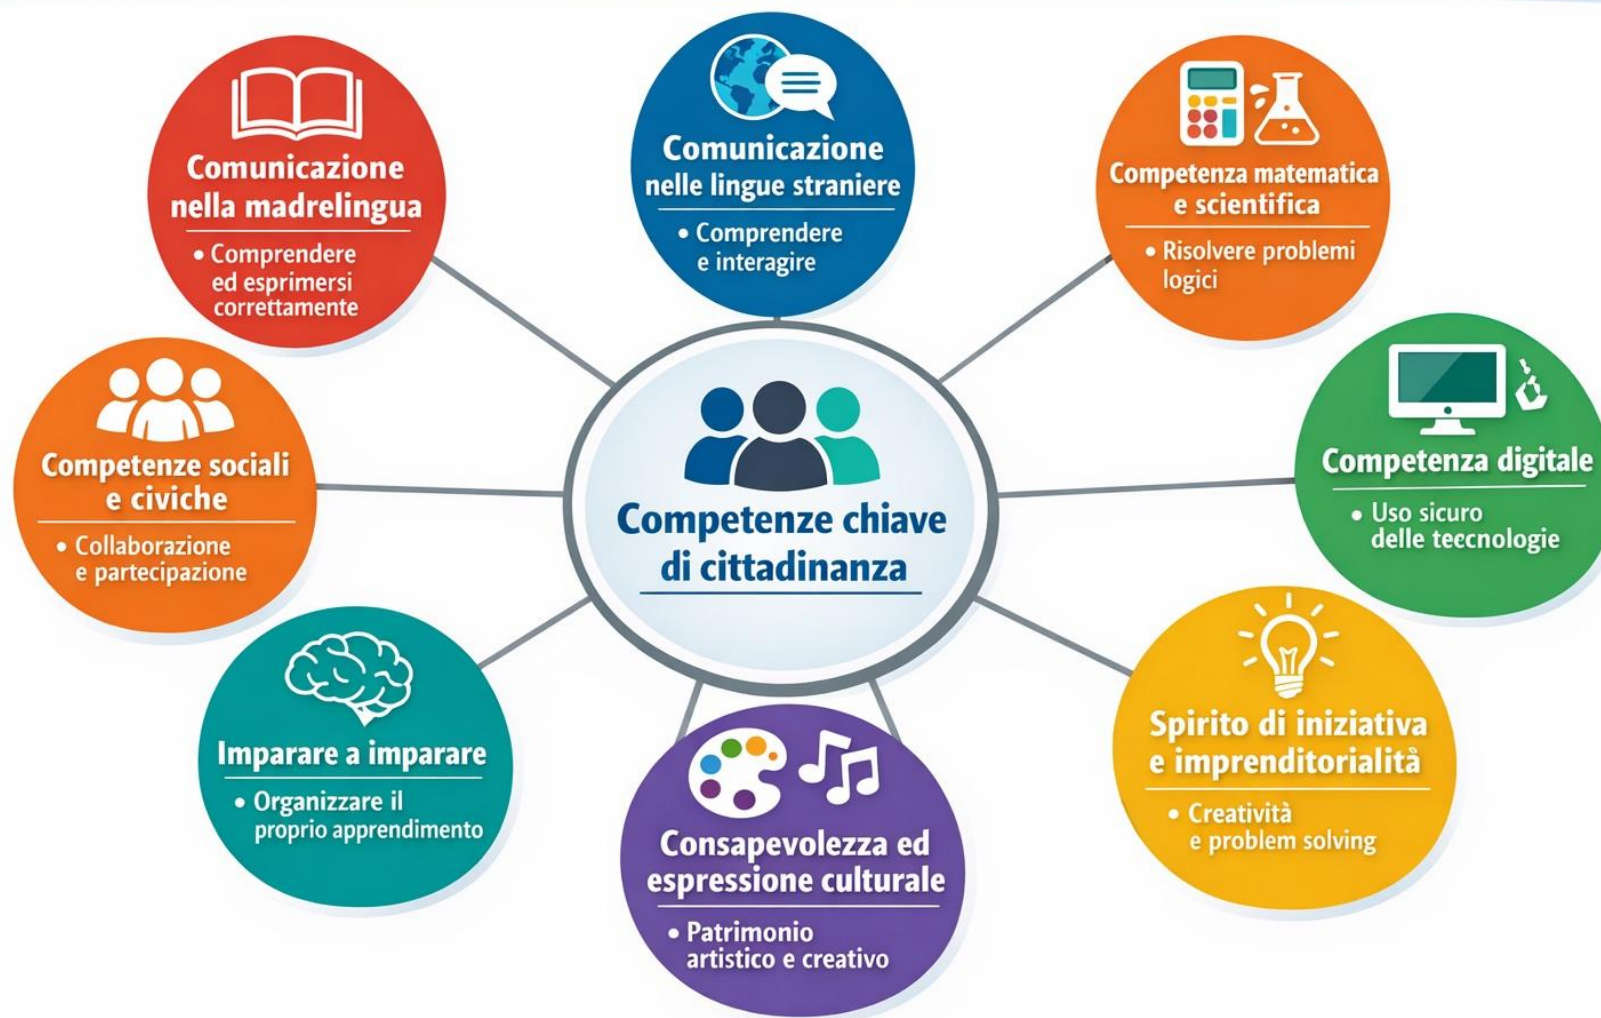 Comunicazione
nella madrelingua
• Comprendere
ed esprimersi
correttamente
Comunicazione
nelle lingue straniere
• Comprendere
e interagire
Competenza matematica
e scientifica
• Risolvere problemi
logici
Competenze sociali
e civiche
• Collaborazione
e partecipazione
Competenze chiave
di cittadinanza
Competenza digitale
• Uso sicuro
delle teccnologie
Imparare a imparare
• Organizzare il
proprio apprendimento
Consapevolezza ed
espressione culturale
• Patrimonio
artistico e creativo
Spirito di iniziativa
e imprenditorialità
• Creatività
e problem solving